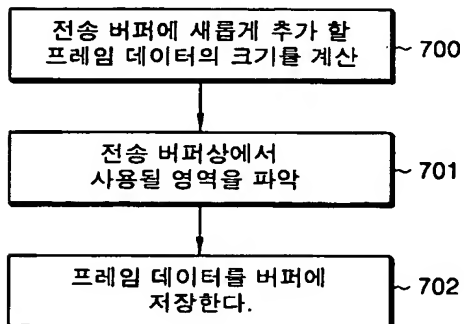 전송 버퍼에 새롭게 추가 할
프레임 데이터의 크기를 계산
~ 700
전송 버퍼상에서
사용될 영역을 파악
~ 701
프레임 데이터를 버퍼에
저장한다.
~ 702